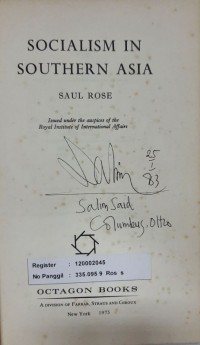 SOCIALISM IN
SOUTHERN ASIA
SAUL ROSE
Issued under the auspices of the
Royal Institute of International Affairs
25
1
83
Salim Said
Columbus, Ohio
Register : 120002045
No Panggil : 335.095 9 Ros s
OCTAGON BOOKS
A DIVISION OF FARRAR, STRAUS AND GIROUX
New York 1975